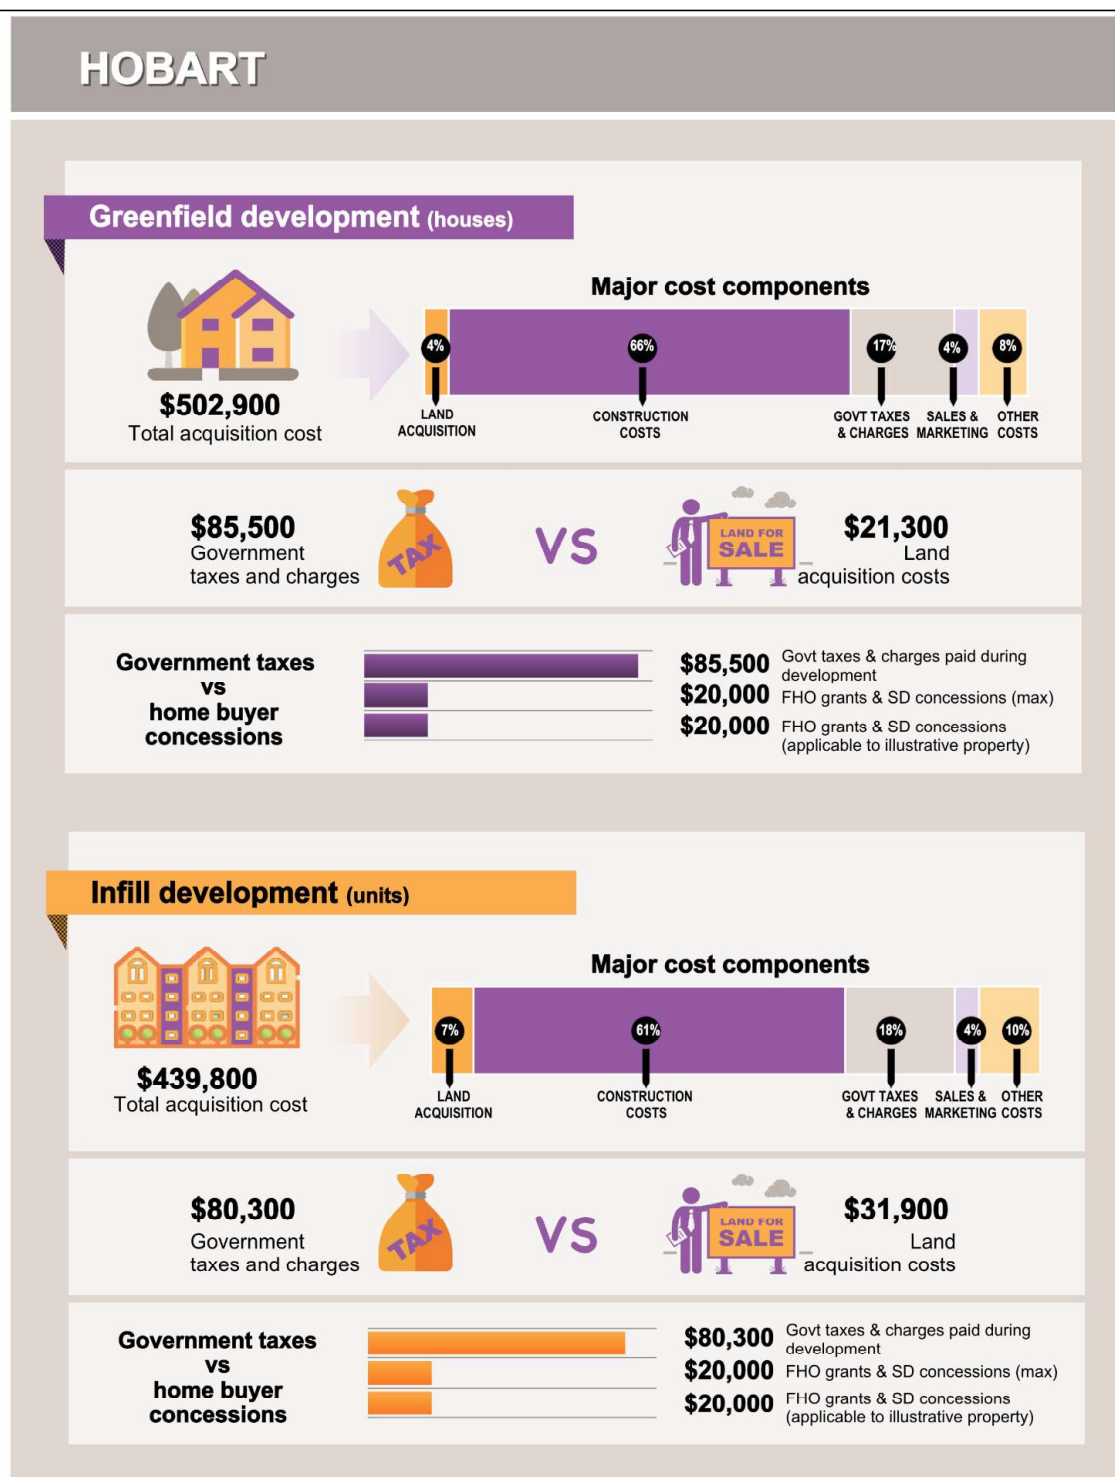 HOBART
Greenfield development (houses)
Major cost components
4%
66%
17%
4%
8%
LAND
ACQUISITION
CONSTRUCTION
COSTS
GOVT TAXES
& CHARGES
SALES &
MARKETING
OTHER
COSTS
$502,900
Total acquisition cost
$85,500
Government
taxes and charges
TAX
VS
LAND FOR
SALE
$21,300
Land
acquisition costs
Government taxes
vs
home buyer
concessions
$85,500 Govt taxes & charges paid during
development
$20,000 FHO grants & SD concessions (max)
$20,000 FHO grants & SD concessions
(applicable to illustrative property)
Infill development (units)
Major cost components
7%
61%
18%
4%
10%
LAND
ACQUISITION
CONSTRUCTION
COSTS
GOVT TAXES
& CHARGES
SALES &
MARKETING
OTHER
COSTS
$439,800
Total acquisition cost
$80,300
Government
taxes and charges
TAX
VS
LAND FOR
SALE
$31,900
Land
acquisition costs
Government taxes
vs
home buyer
concessions
$80,300 Govt taxes & charges paid during
development
$20,000 FHO grants & SD concessions (max)
$20,000 FHO grants & SD concessions
(applicable to illustrative property)